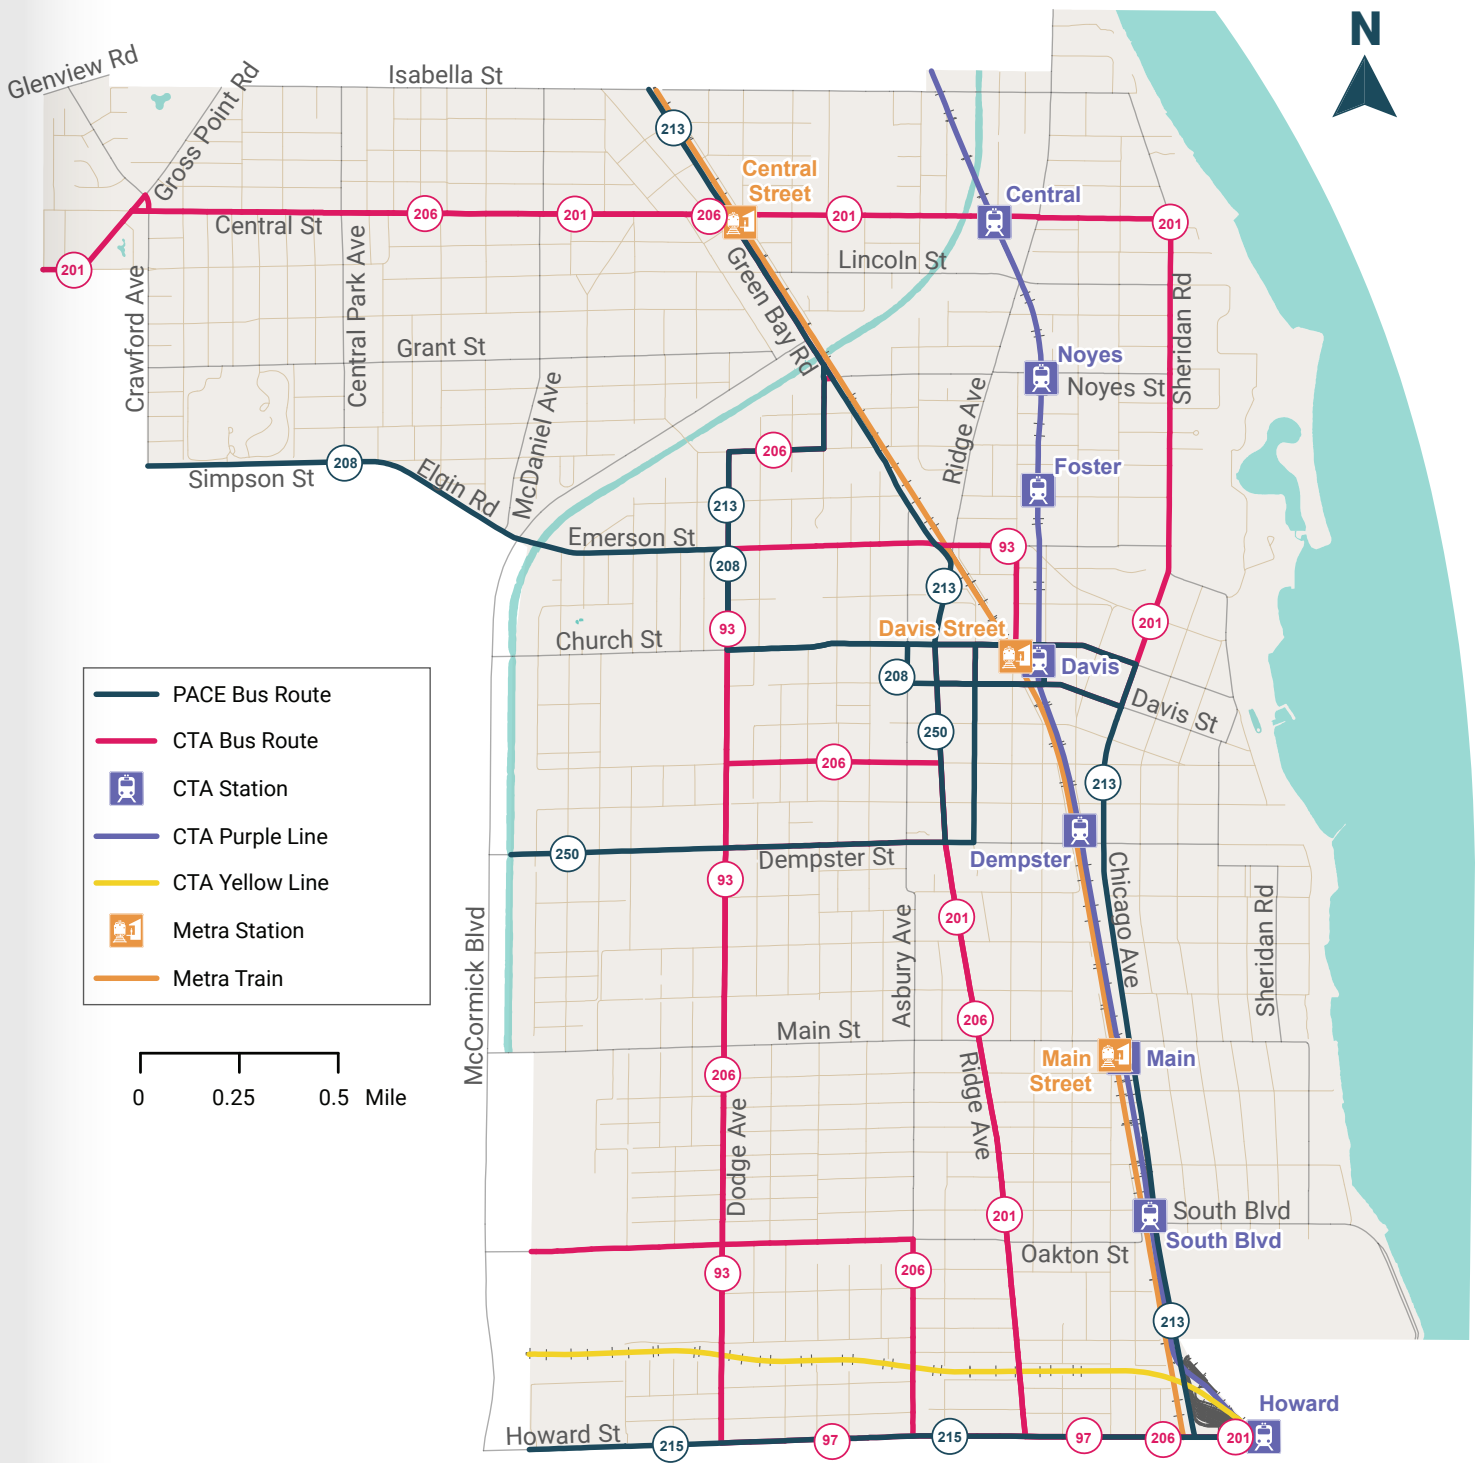 N
Glenview Rd
Gross Point Rd
Isabella St
213
Central
Street
Central
206
201
206
201
201
Central St
201
Lincoln St
Green Bay Rd
Crawford Ave
Central Park Ave
Sheridan Rd
Grant St
Noyes
Noyes St
McDaniel Ave
Ridge Ave
206
208
Simpson St
Elgin Rd
Foster
213
Emerson St
93
208
213
93
Church St
Davis Street
201
Davis
208
Davis St
250
206
213
PACE Bus Route
CTA Bus Route
CTA Station
CTA Purple Line
CTA Yellow Line
Metra Station
Metra Train
250
Dempster St
Dempster
93
Chicago Ave
201
Asbury Ave
Sheridan Rd
McCormick Blvd
206
Main St
Main
Street
Main
0 0.25 0.5 Mile
206
Ridge Ave
Dodge Ave
201
South Blvd
South Blvd
Oakton St
93
206
213
Howard
Howard St
215
97
215
97
206
201